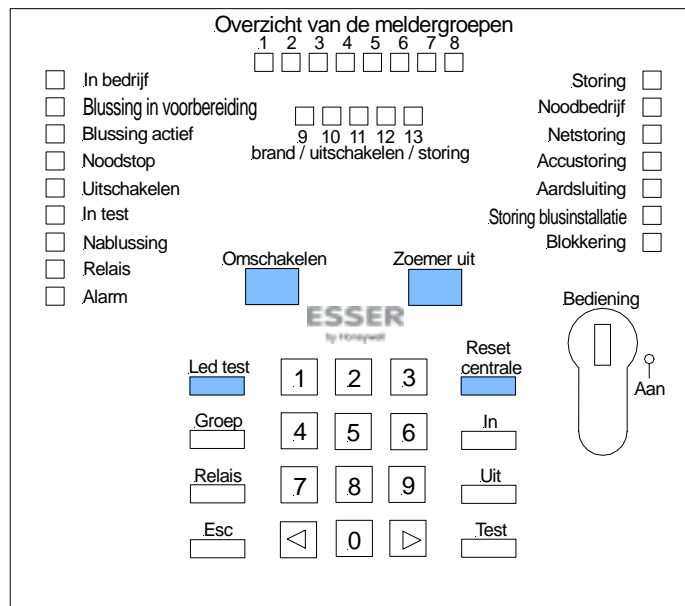 Overzicht van de meldergroepen
1 2 3 4 5 6 7 8
In bedrijf
Blussing in voorbereiding
Blussing actief
Noodstop
Uitschakelen
In test
Nablussing
Relais
Alarm
9 10 11 12 13
brand / uitschakelen / storing
Storing
Noodbedrijf
Netstoring
Accustoring
Aardsluiting
Storing blusinstallatie
Blokkering
Omschakelen
Zoemer uit
ESSER
by Honeywell
Bediening
Aan
Led test
1 2 3
Reset
centrale
Groep
4 5 6
In
Relais
7 8 9
Uit
Esc
0
Test